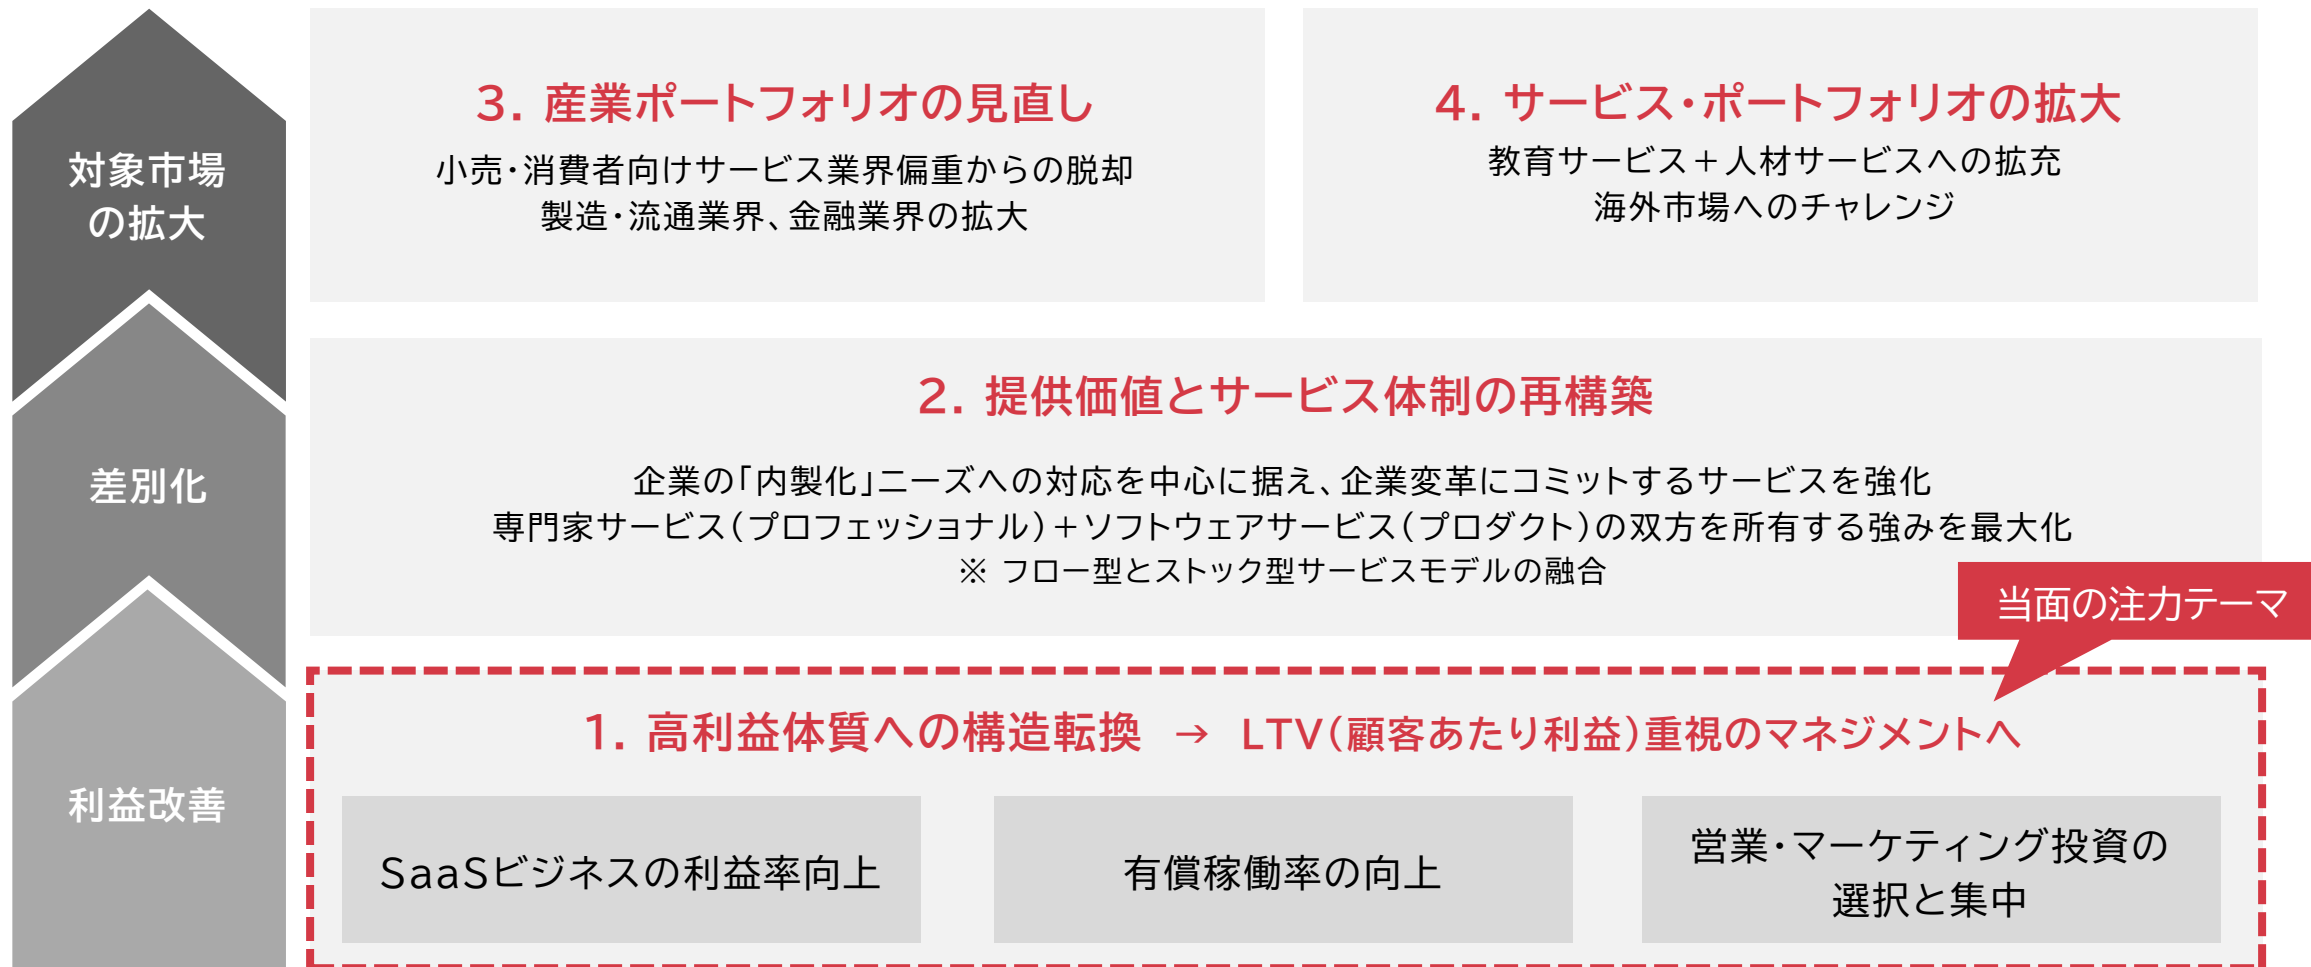 対象市場
の拡大
3. 産業ポートフォリオの見直し
小売・消費者向けサービス業界偏重からの脱却
製造・流通業界、金融業界の拡大
4. サービス・ポートフォリオの拡大
教育サービス＋人材サービスへの拡充
海外市場へのチャレンジ
差別化
2. 提供価値とサービス体制の再構築
企業の「内製化」ニーズへの対応を中心に据え、企業変革にコミットするサービスを強化
専門家サービス（プロフェッショナル）＋ソフトウェアサービス（プロダクト）の双方を所有する強みを最大化
※ フロー型とストック型サービスモデルの融合
当面の注力テーマ
利益改善
1. 高利益体質への構造転換 → LTV（顧客あたり利益）重視のマネジメントへ
SaaSビジネスの利益率向上
有償稼働率の向上
営業・マーケティング投資の
選択と集中